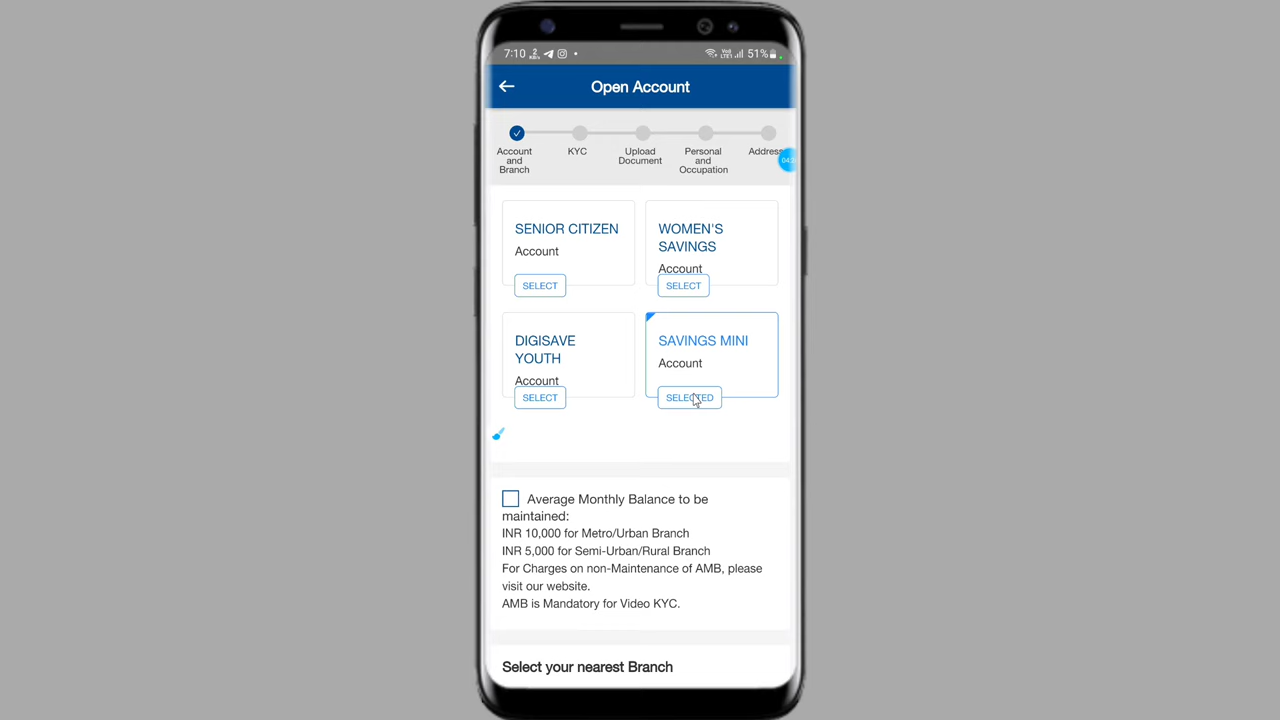 7:10
51%
Open Account
Account
and
Branch
KYC
Upload
Document
Personal
and
Occupation
Address
SENIOR CITIZEN
Account
SELECT
WOMEN'S
SAVINGS
Account
SELECT
DIGISAVE
YOUTH
Account
SELECT
SAVINGS MINI
Account
SELECTED
Average Monthly Balance to be
maintained:
INR 10,000 for Metro/Urban Branch
INR 5,000 for Semi-Urban/Rural Branch
For Charges on non-Maintenance of AMB, please
visit our website.
AMB is Mandatory for Video KYC.
Select your nearest Branch